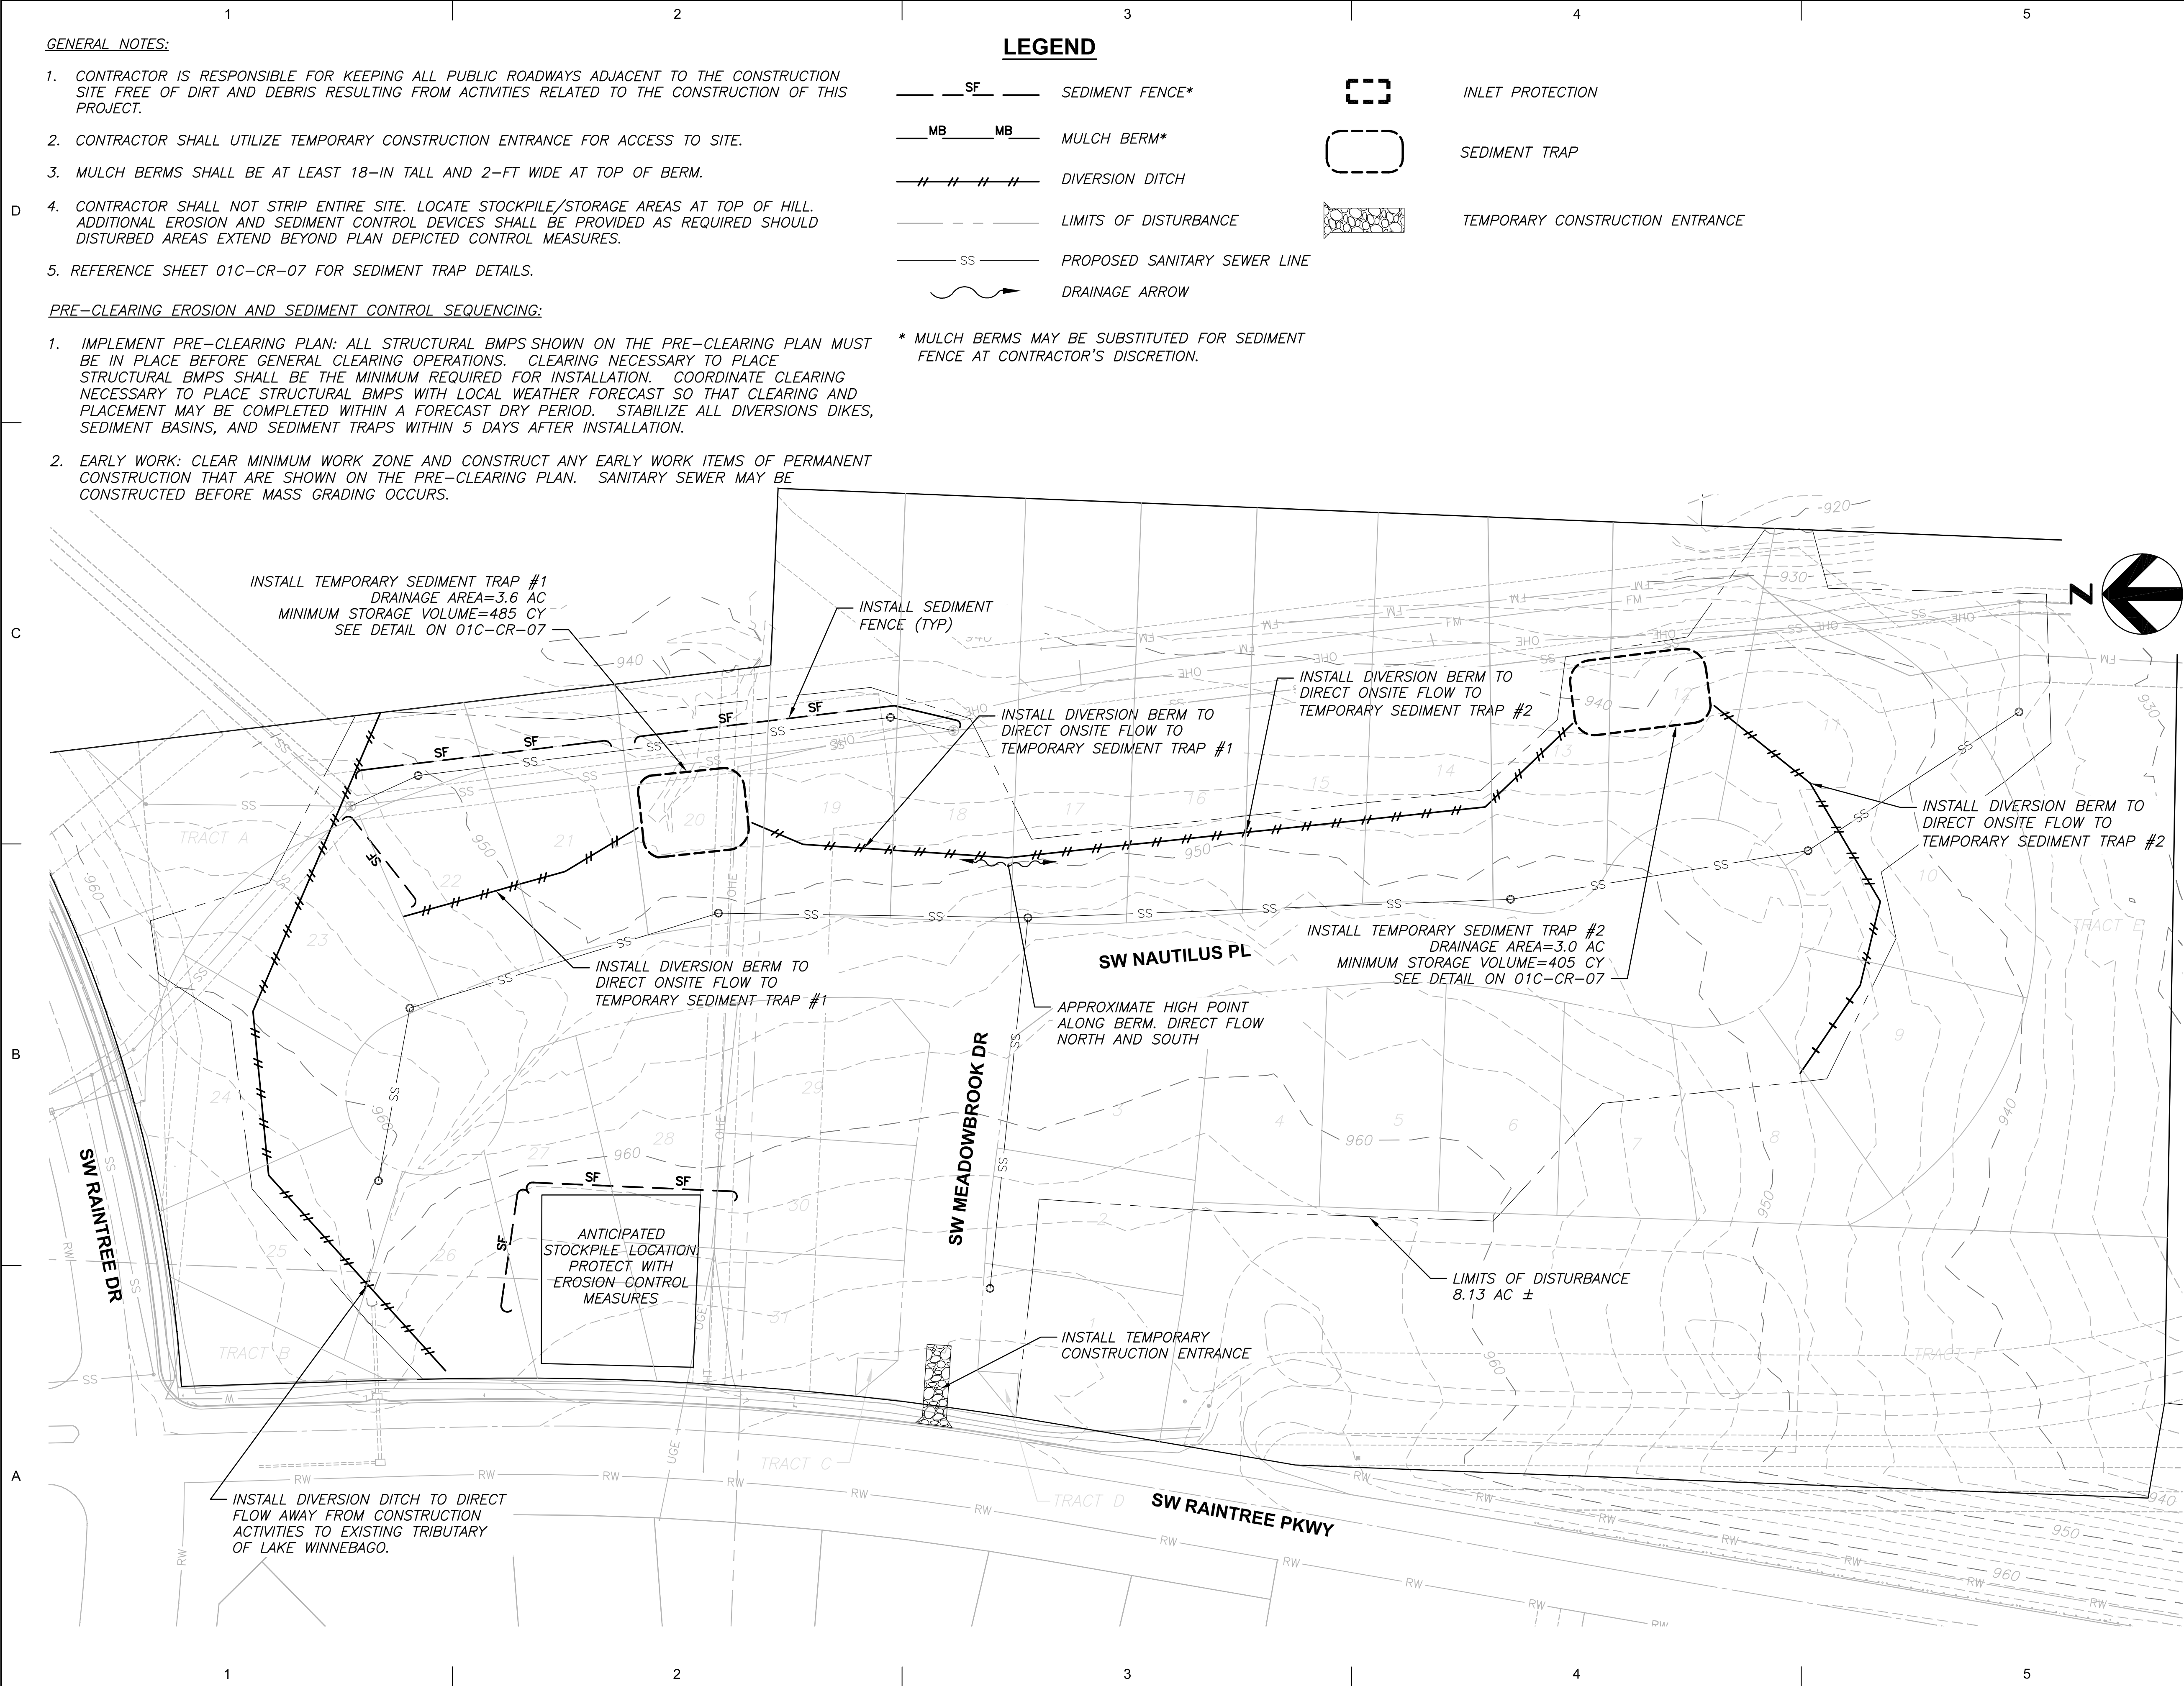 1
2
3
4
5
GENERAL NOTES:
1. CONTRACTOR IS RESPONSIBLE FOR KEEPING ALL PUBLIC ROADWAYS ADJACENT TO THE CONSTRUCTION
SITE FREE OF DIRT AND DEBRIS RESULTING FROM ACTIVITIES RELATED TO THE CONSTRUCTION OF THIS
PROJECT.
2. CONTRACTOR SHALL UTILIZE TEMPORARY CONSTRUCTION ENTRANCE FOR ACCESS TO SITE.
3. MULCH BERMS SHALL BE AT LEAST 18-IN TALL AND 2-FT WIDE AT TOP OF BERM.
4. CONTRACTOR SHALL NOT STRIP ENTIRE SITE. LOCATE STOCKPILE/STORAGE AREAS AT TOP OF HILL.
ADDITIONAL EROSION AND SEDIMENT CONTROL DEVICES SHALL BE PROVIDED AS REQUIRED SHOULD
DISTURBED AREAS EXTEND BEYOND PLAN DEPICTED CONTROL MEASURES.
5. REFERENCE SHEET 01C-CR-07 FOR SEDIMENT TRAP DETAILS.
PRE-CLEARING EROSION AND SEDIMENT CONTROL SEQUENCING:
1. IMPLEMENT PRE-CLEARING PLAN: ALL STRUCTURAL BMPS SHOWN ON THE PRE-CLEARING PLAN MUST
BE IN PLACE BEFORE GENERAL CLEARING OPERATIONS. CLEARING NECESSARY TO PLACE
STRUCTURAL BMPS SHALL BE THE MINIMUM REQUIRED FOR INSTALLATION. COORDINATE CLEARING
NECESSARY TO PLACE STRUCTURAL BMPS WITH LOCAL WEATHER FORECAST SO THAT CLEARING AND
PLACEMENT MAY BE COMPLETED WITHIN A FORECAST DRY PERIOD. STABILIZE ALL DIVERSIONS DIKES,
SEDIMENT BASINS, AND SEDIMENT TRAPS WITHIN 5 DAYS AFTER INSTALLATION.
2. EARLY WORK: CLEAR MINIMUM WORK ZONE AND CONSTRUCT ANY EARLY WORK ITEMS OF PERMANENT
CONSTRUCTION THAT ARE SHOWN ON THE PRE-CLEARING PLAN. SANITARY SEWER MAY BE
CONSTRUCTED BEFORE MASS GRADING OCCURS.
LEGEND
SF
SEDIMENT FENCE*
MB MB
MULCH BERM*
DIVERSION DITCH
LIMITS OF DISTURBANCE
SS
PROPOSED SANITARY SEWER LINE
DRAINAGE ARROW
* MULCH BERMS MAY BE SUBSTITUTED FOR SEDIMENT
FENCE AT CONTRACTOR'S DISCRETION.
INLET PROTECTION
SEDIMENT TRAP
TEMPORARY CONSTRUCTION ENTRANCE
D
C
B
A
N
INSTALL TEMPORARY SEDIMENT TRAP #1
DRAINAGE AREA=3.6 AC
MINIMUM STORAGE VOLUME=485 CY
SEE DETAIL ON 01C-CR-07
INSTALL SEDIMENT
FENCE (TYP)
INSTALL DIVERSION BERM TO
DIRECT ONSITE FLOW TO
TEMPORARY SEDIMENT TRAP #1
INSTALL DIVERSION BERM TO
DIRECT ONSITE FLOW TO
TEMPORARY SEDIMENT TRAP #2
INSTALL DIVERSION BERM TO
DIRECT ONSITE FLOW TO
TEMPORARY SEDIMENT TRAP #2
INSTALL DIVERSION BERM TO
DIRECT ONSITE FLOW TO
TEMPORARY SEDIMENT TRAP #1
INSTALL TEMPORARY SEDIMENT TRAP #2
DRAINAGE AREA=3.0 AC
MINIMUM STORAGE VOLUME=405 CY
SEE DETAIL ON 01C-CR-07
APPROXIMATE HIGH POINT
ALONG BERM. DIRECT FLOW
NORTH AND SOUTH
SW NAUTILUS PL
SW MEADOWBROOK DR
SW RAINTREE DR
SW RAINTREE PKWY
ANTICIPATED
STOCKPILE LOCATION.
PROTECT WITH
EROSION CONTROL
MEASURES
LIMITS OF DISTURBANCE
8.13 AC ±
INSTALL TEMPORARY
CONSTRUCTION ENTRANCE
INSTALL DIVERSION DITCH TO DIRECT
FLOW AWAY FROM CONSTRUCTION
ACTIVITIES TO EXISTING TRIBUTARY
OF LAKE WINNEBAGO.
TRACT A
TRACT B
TRACT C
TRACT D
TRACT E
TRACT F
920
930
940
950
960
1
2
3
4
5